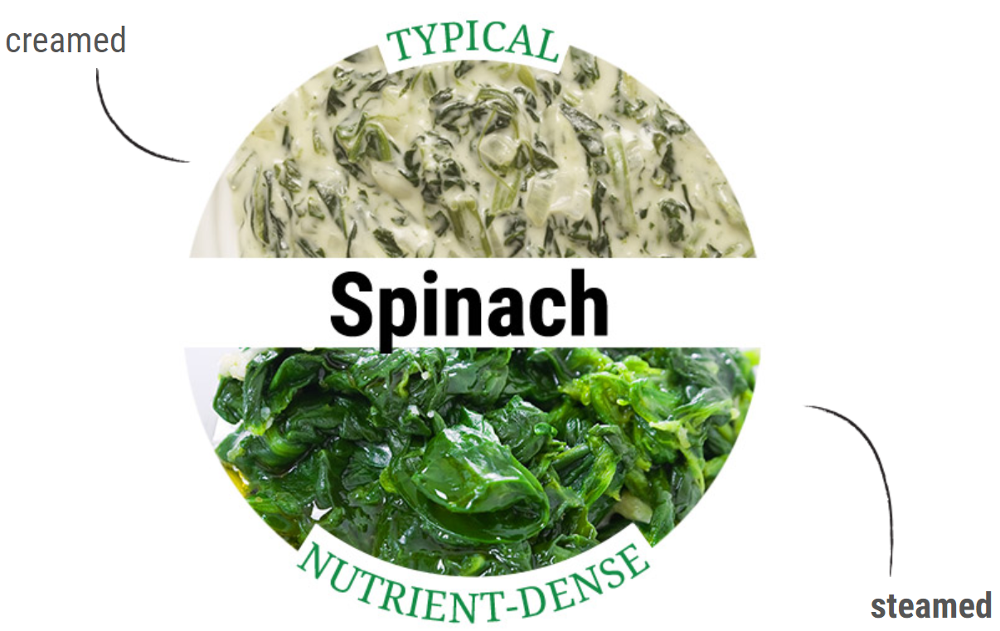 creamed
TYPICAL
Spinach
NUTRIENT-DENSE
steamed